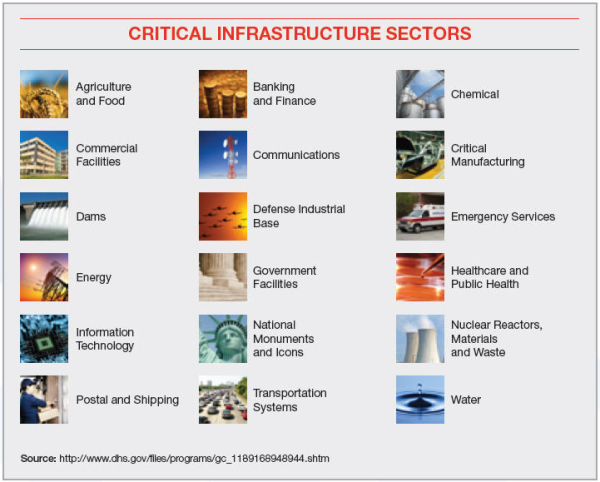 CRITICAL INFRASTRUCTURE SECTORS
Agriculture
and Food
Banking
and Finance
Chemical
Commercial
Facilities
Communications
Critical
Manufacturing
Dams
Defense Industrial
Base
Emergency Services
Energy
Government
Facilities
Healthcare and
Public Health
Information
Technology
National
Monuments
and Icons
Nuclear Reactors,
Materials
and Waste
Postal and Shipping
Transportation
Systems
Water
Source: http://www.dhs.gov/files/programs/gc_1189168948944.shtm